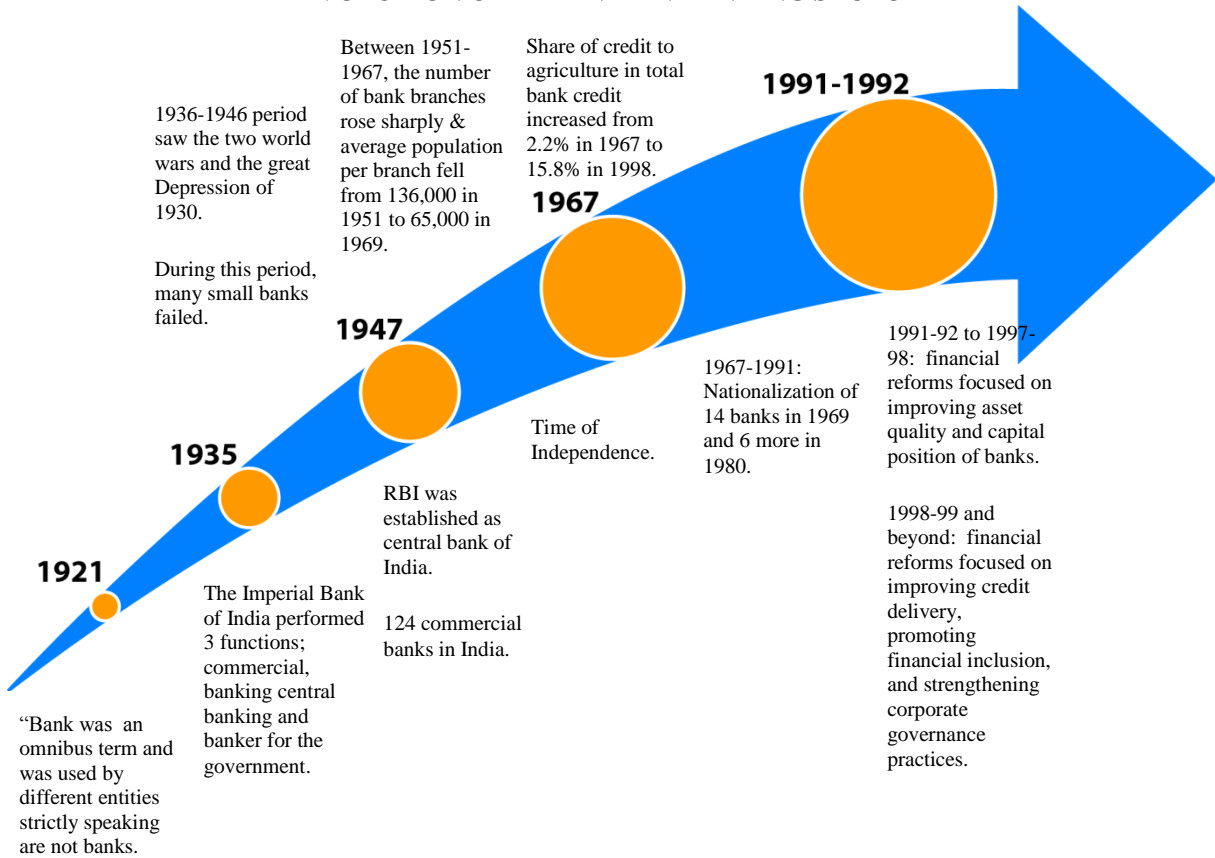 Between 1951-
1967, the number
of bank branches
rose sharply &
average population
per branch fell
from 136,000 in
1951 to 65,000 in
1969.
Share of credit to
agriculture in total
bank credit
increased from
2.2% in 1967 to
15.8% in 1998.
1991-1992
1936-1946 period
saw the two world
wars and the great
Depression of
1930.
During this period,
many small banks
failed.
1967
1947
1935
1921
1991-92 to 1997-
98:  financial
reforms focused on
improving asset
quality and capital
position of banks.
1967-1991:
Nationalization of
14 banks in 1969
and 6 more in
1980.
Time of
Independence.
RBI was
established as
central bank of
India.
124 commercial
banks in India.
1998-99 and
beyond:  financial
reforms focused on
improving credit
delivery,
promoting
financial inclusion,
and strengthening
corporate
governance
practices.
The Imperial Bank
of India performed
3 functions;
commercial,
banking central
banking and
banker for the
government.
“Bank was  an
omnibus term and
was used by
different entities
strictly speaking
are not banks.